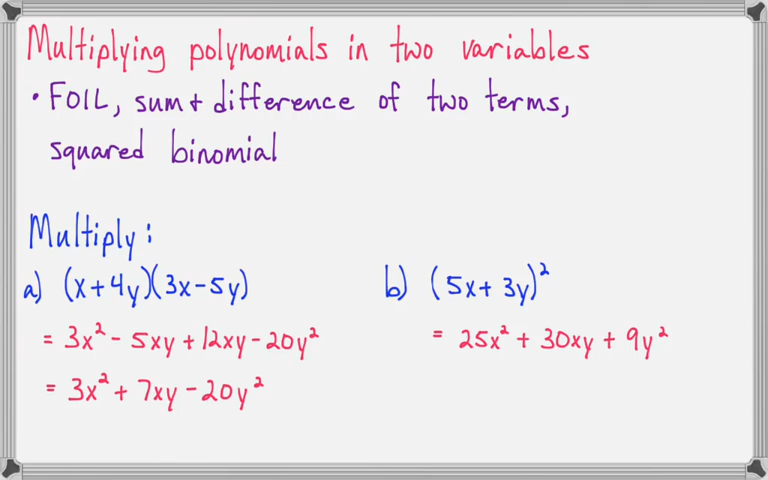 Multiplying polynomials in two variables
• FOIL, sum + difference of two terms,
squared binomial
Multiply:
a) (x+4y)(3x-5y)
= 3x² - 5xy + 12xy - 20y²
= 3x² + 7xy - 20y²
b) (5x + 3y)²
= 25x² + 30xy + 9y²